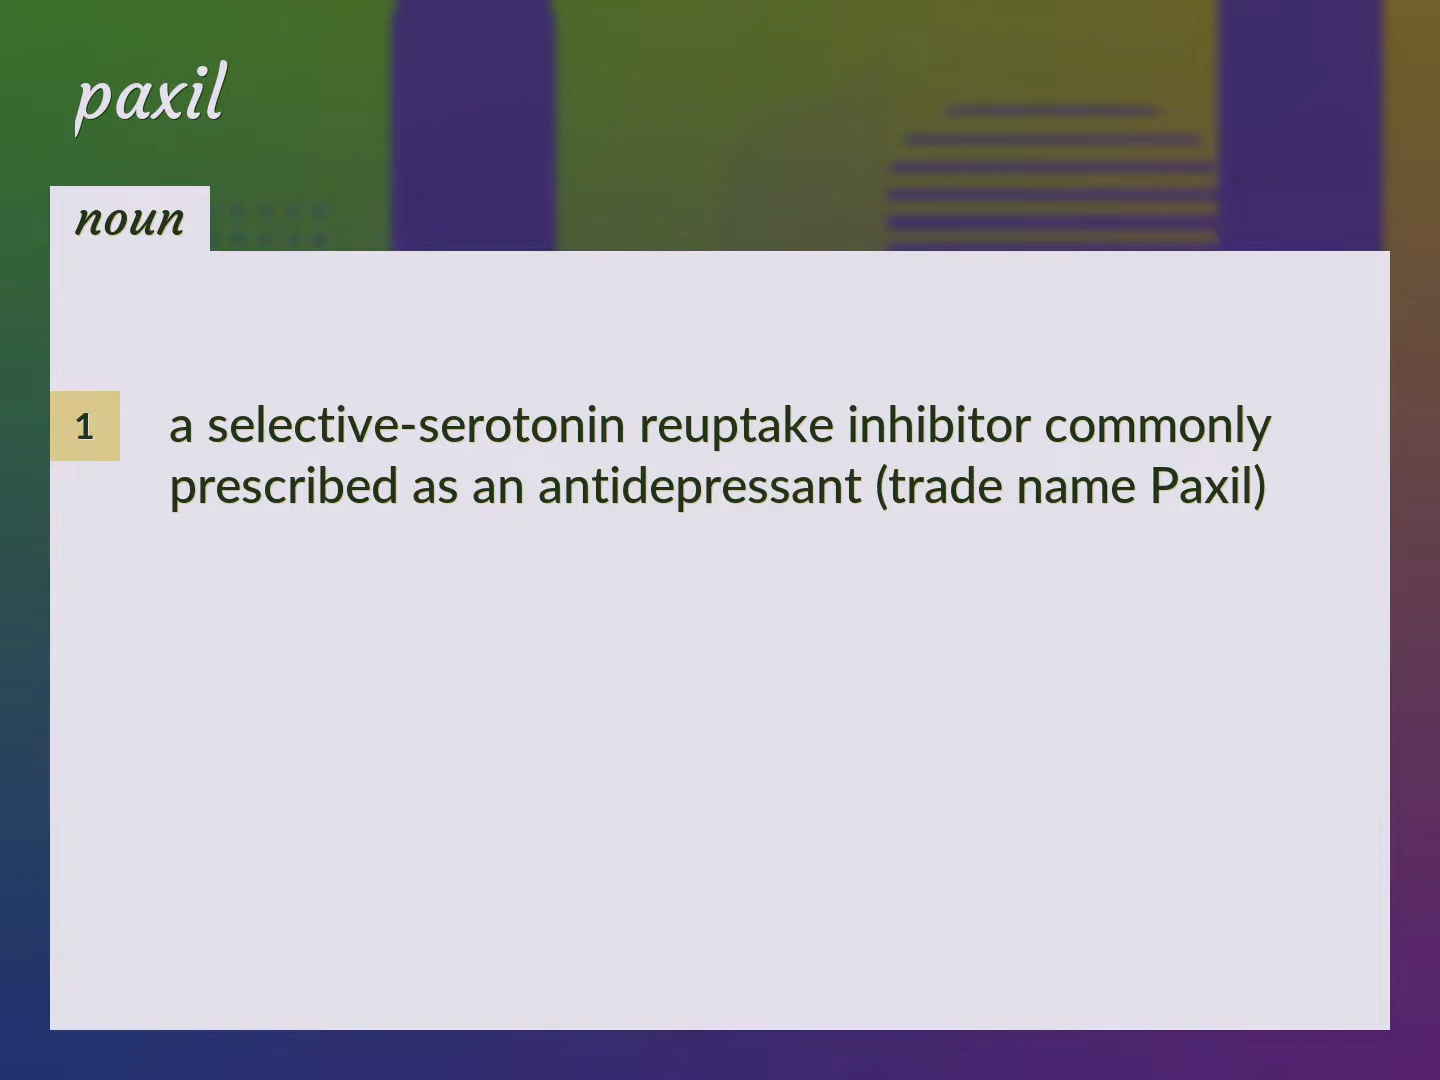 paxil
noun
1
a selective-serotonin reuptake inhibitor commonly
prescribed as an antidepressant (trade name Paxil)